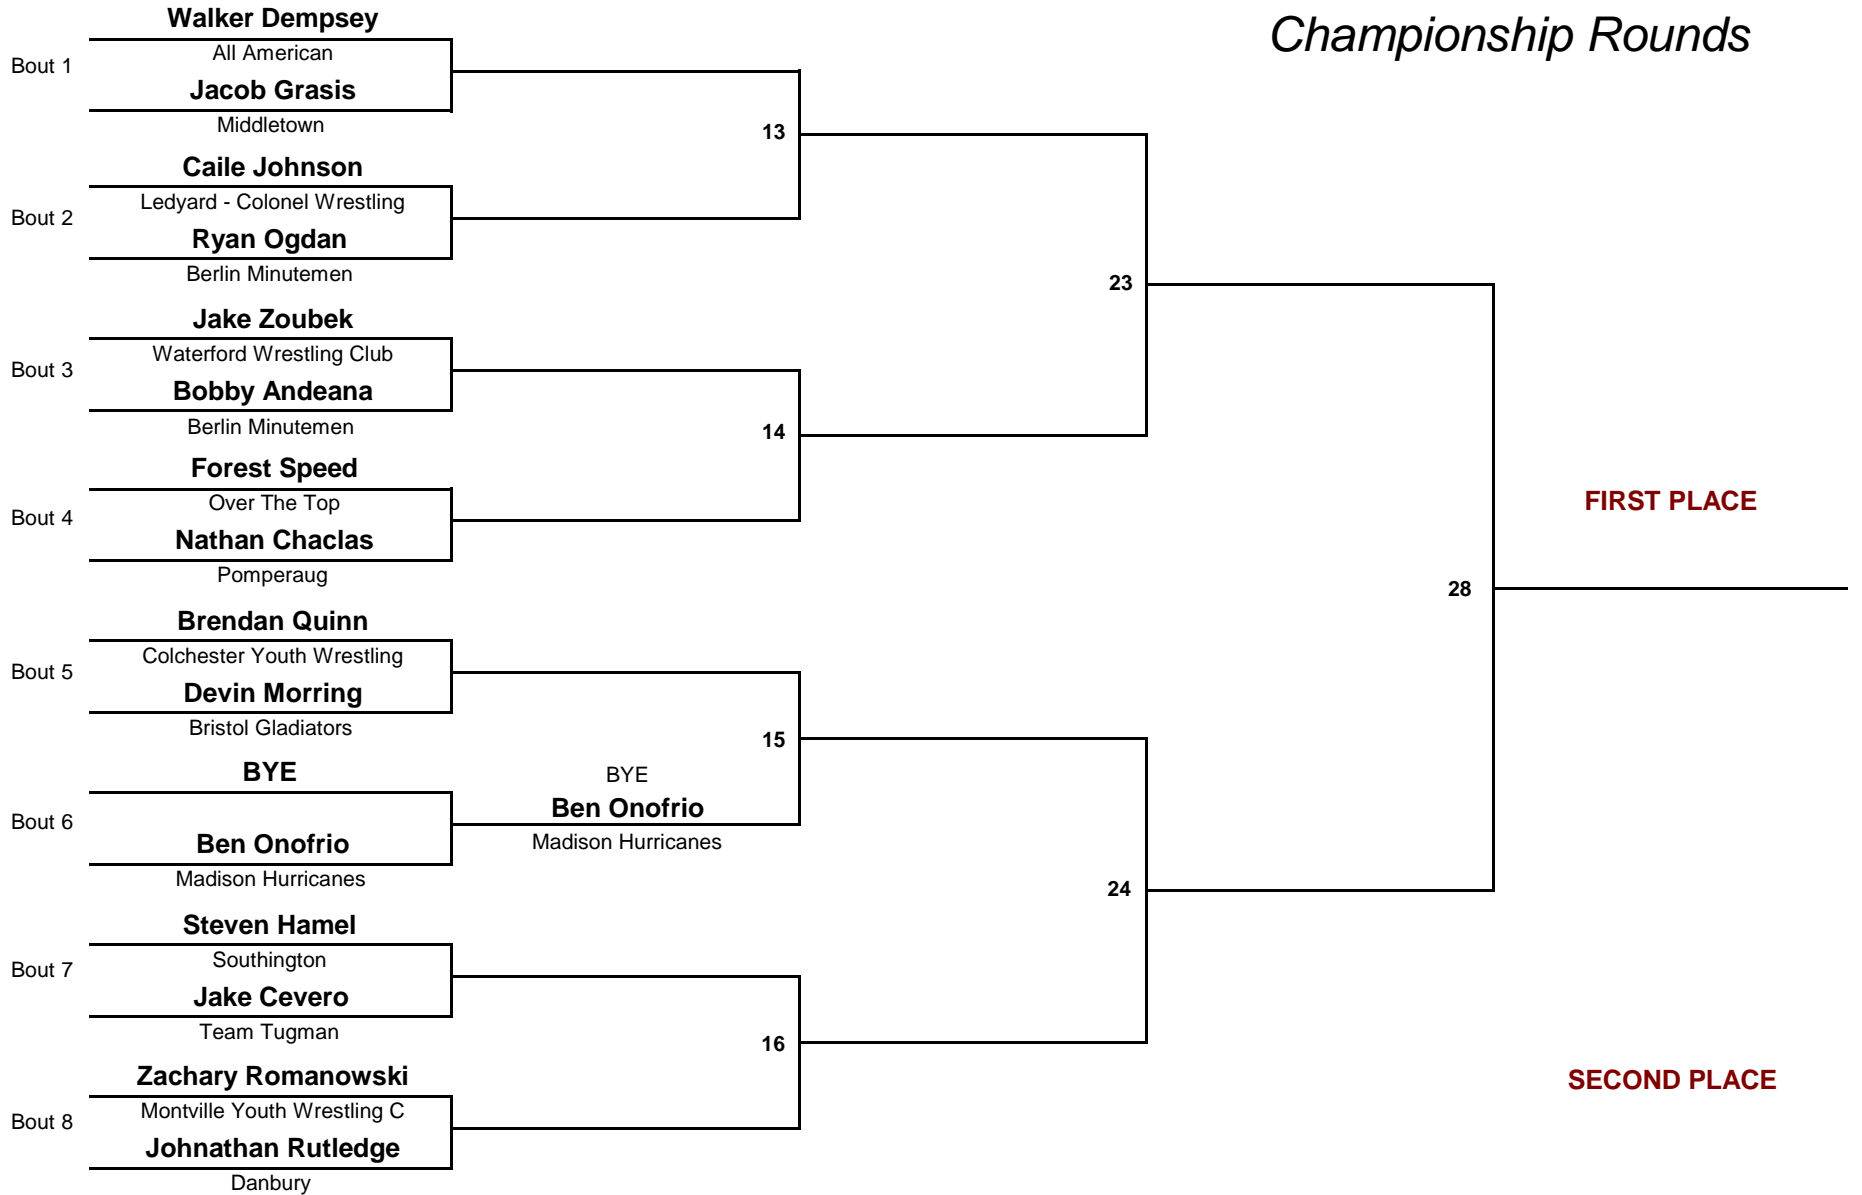 Championship Rounds
Walker Dempsey
Bout 1
All American
Jacob Grasis
Middletown
13
Caile Johnson
Bout 2
Ledyard - Colonel Wrestling
Ryan Ogdan
Berlin Minutemen
23
Jake Zoubek
Bout 3
Waterford Wrestling Club
Bobby Andeana
Berlin Minutemen
14
Forest Speed
Bout 4
Over The Top
Nathan Chaclas
Pomperaug
FIRST PLACE
28
Brendan Quinn
Bout 5
Colchester Youth Wrestling
Devin Morring
Bristol Gladiators
15
BYE
Bout 6
Ben Onofrio
Madison Hurricanes
BYE
Ben Onofrio
Madison Hurricanes
24
Steven Hamel
Bout 7
Southington
Jake Cevero
Team Tugman
16
Zachary Romanowski
Bout 8
Montville Youth Wrestling C
Johnathan Rutledge
Danbury
SECOND PLACE